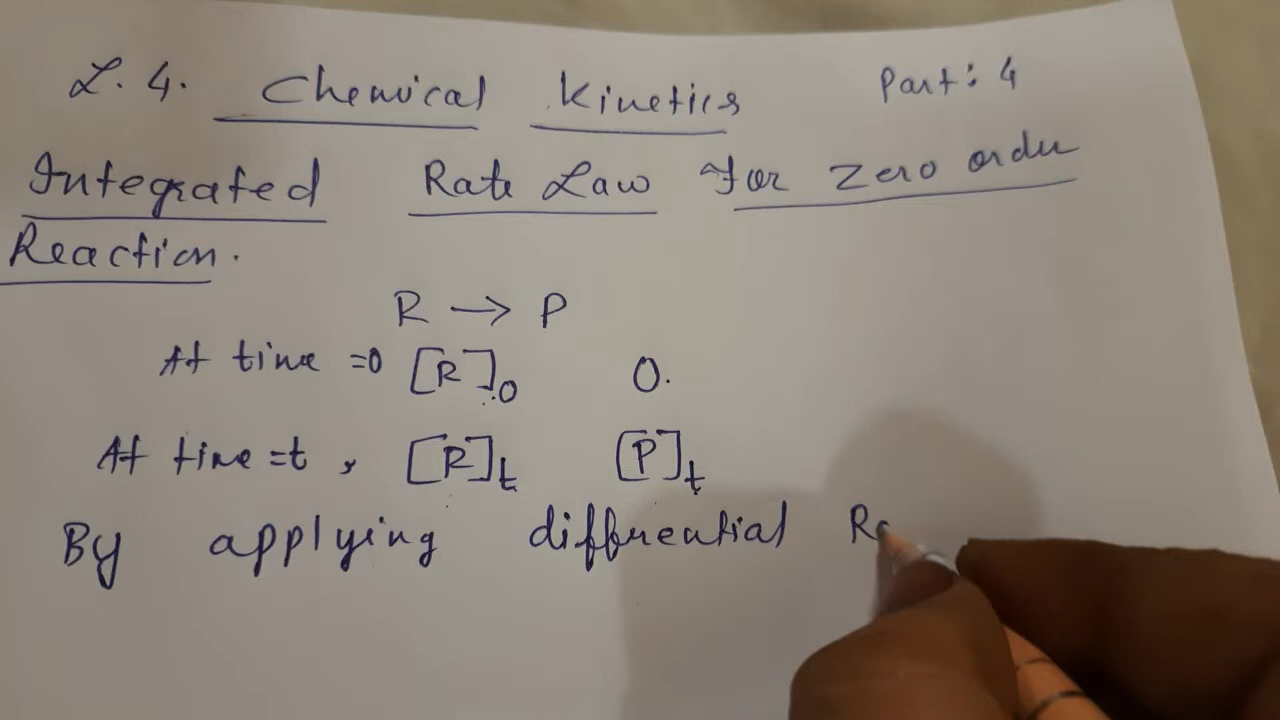 L. 4. Chemical Kinetics Part: 4
Integrated Rate Law For Zero order
Reaction.
R → P
At time =0 [R]₀ 0.
At time =t, [R]t [P]t
By applying diffrential Ra